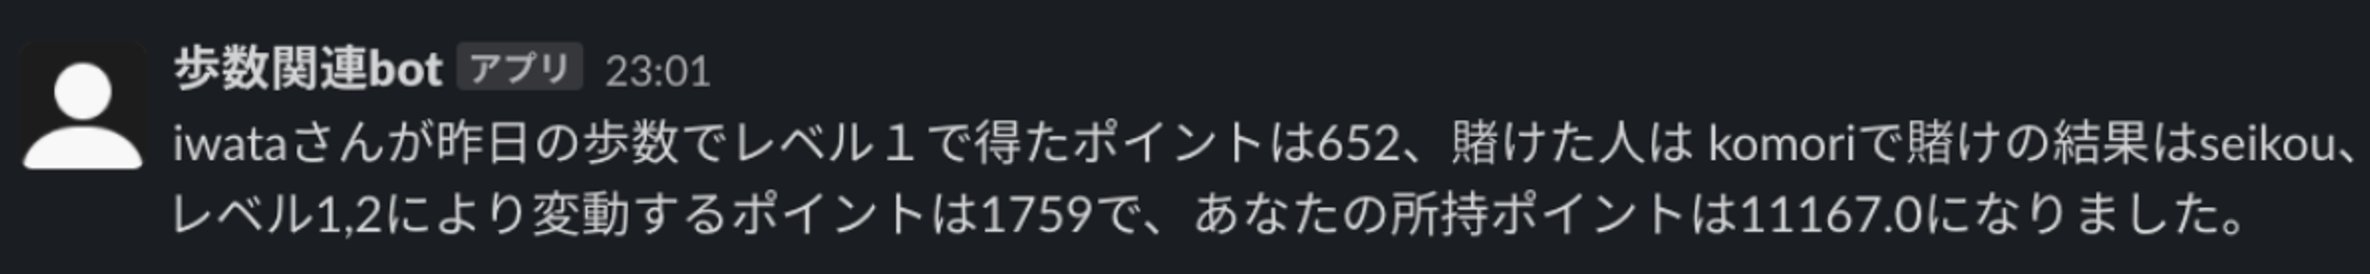 歩数関連bot アプリ 23:01
iwataさんが昨日の歩数でレベル１で得たポイントは652、賭けた人は komoriで賭けの結果はseikou、
レベル1,2により変動するポイントは1759で、あなたの所持ポイントは11167.0になりました。